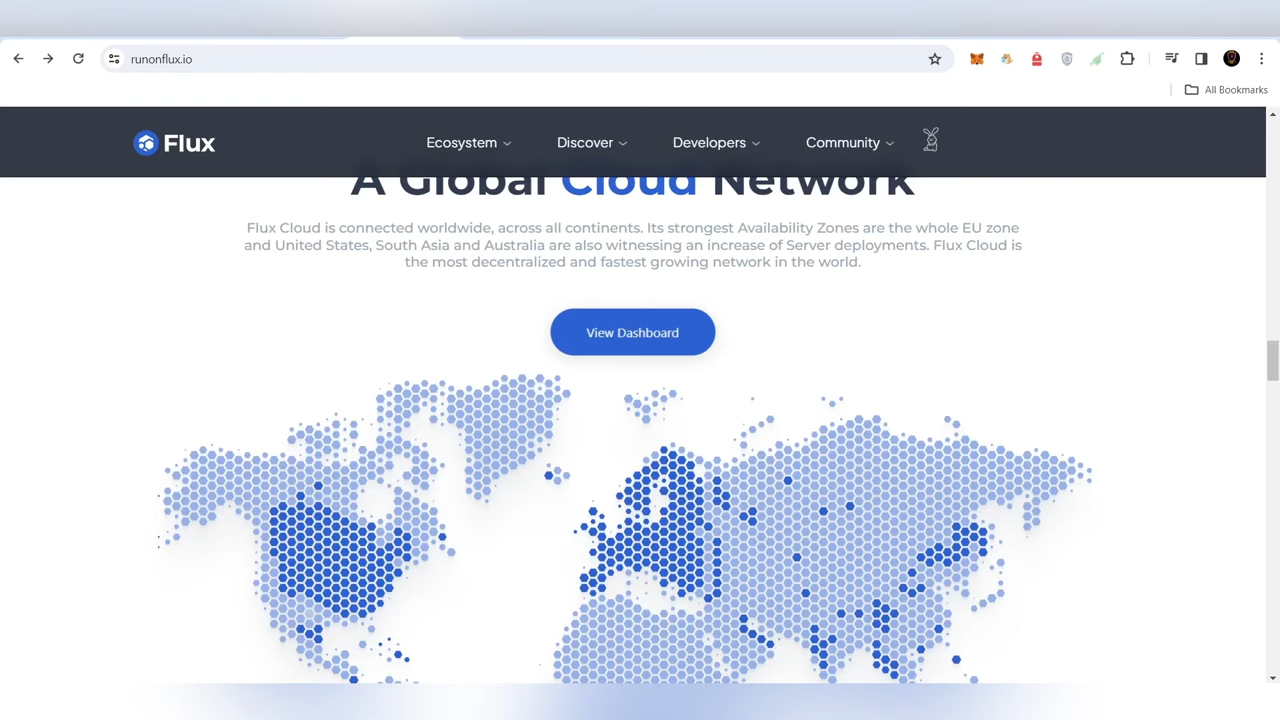 runonflux.io
All Bookmarks
Flux
Ecosystem
Discover
Developers
Community
A Global Cloud Network
Flux Cloud is connected worldwide, across all continents. Its strongest Availability Zones are the whole EU zone
and United States, South Asia and Australia are also witnessing an increase of Server deployments. Flux Cloud is
the most decentralized and fastest growing network in the world.
View Dashboard